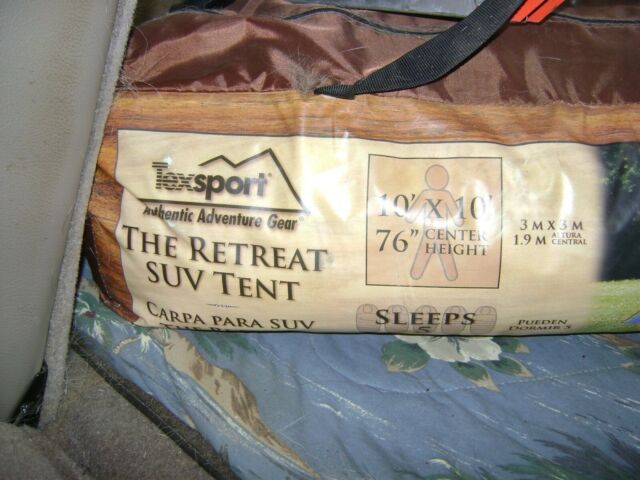 Texsport
Authentic Adventure Gear
THE RETREAT
SUV TENT
CARPA PARA SUV
10' X 10'
76" CENTER
HEIGHT
3 M X 3 M
1.9 M ALTURA
CENTRAL
SLEEPS
5
PUEDEN
DORMIR 5